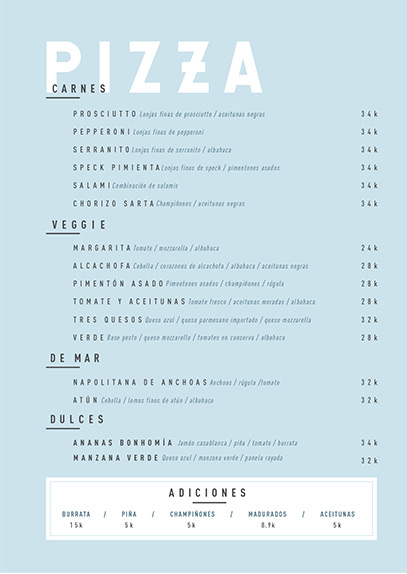 PIZZA
CARNES
PROSCIUTTO Lonjas finas de prosciutto / aceitunas negras 34k
PEPPERONI Lonjas finas de pepperoni 34k
SERRANITO Lonjas finas de serranito / albahaca 34k
SPECK PIMIENTA Lonjas finas de speck / pimentones asados 34k
SALAMI Combinación de salamis 34k
CHORIZO SARTA Champiñones / aceitunas negras 34k
VEGGIE
MARGARITA Tomate / mozzarella / albahaca 24k
ALCACHOFA Cebolla / corazones de alcachofa / albahaca / aceitunas negras 28k
PIMENTÓN ASADO Pimentones asados / champiñones / rúgula 28k
TOMATE Y ACEITUNAS Tomate fresco / aceitunas moradas / albahaca 28k
TRES QUESOS Queso azul / queso parmesano importado / queso mozzarella 32k
VERDE Base pesto / queso mozzarella / tomates en conserva / albahaca 28k
DE MAR
NAPOLITANA DE ANCHOAS Anchoas / rúgula /tomate 32k
ATÚN Cebolla / lomos finos de atún / albahaca 32k
DULCES
ANANAS BONHOMÍA Jamón casablanca / piña / tomate / burrata 34k
MANZANA VERDE Queso azul / manzana verde / panela rayada 32k
ADICIONES
BURRATA / PIÑA / CHAMPIÑONES / MADURADOS / ACEITUNAS
15k 5k 5k 8.9k 5k